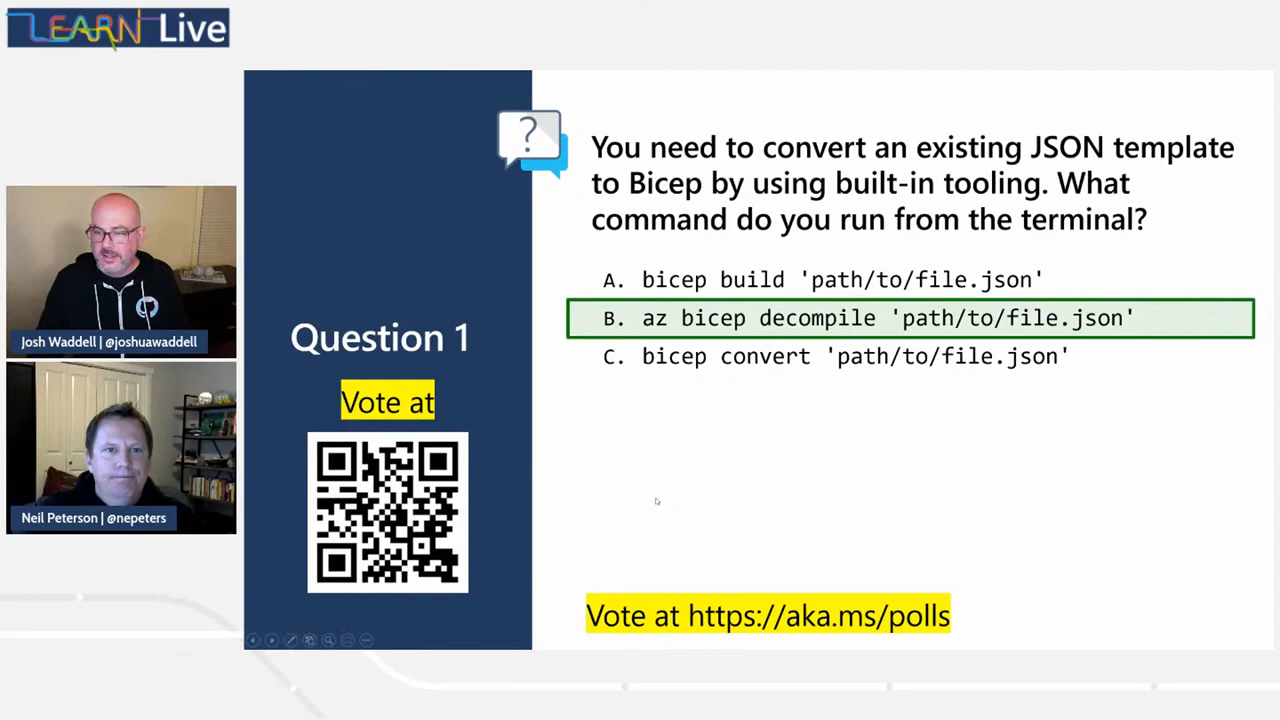 LEARN Live
You need to convert an existing JSON template
to Bicep by using built-in tooling. What
command do you run from the terminal?
A. bicep build 'path/to/file.json'
B. az bicep decompile 'path/to/file.json'
C. bicep convert 'path/to/file.json'
Josh Waddell | @joshuawaddell
Question 1
Vote at
Neil Peterson | @nepeters
Vote at https://aka.ms/polls